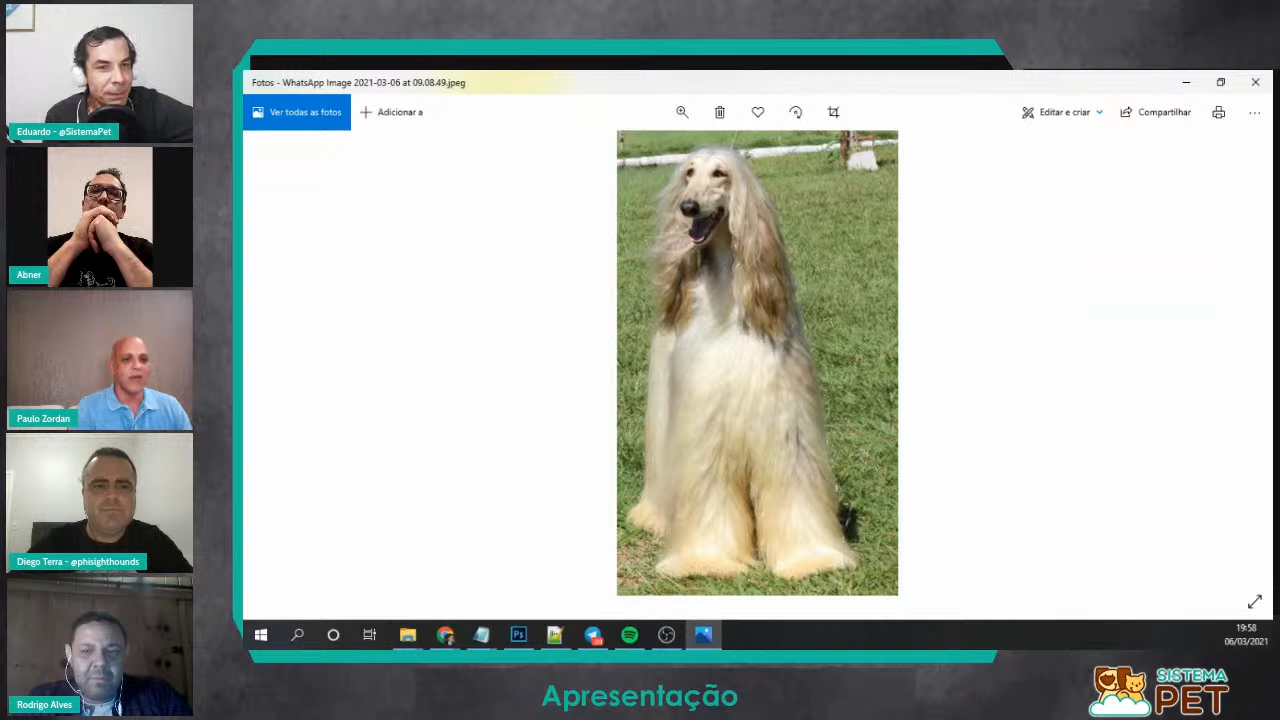 Eduardo - @SistemaPet
Abner
Paulo Zordan
Diego Terra - @phisighthounds
Rodrigo Alves
Fotos - WhatsApp Image 2021-03-06 at 09.08.49.jpeg
Ver todas as fotos
Adicionar a
Editar e criar
Compartilhar
Ps
19:58
06/03/2021
Apresentação
SISTEMA
PET